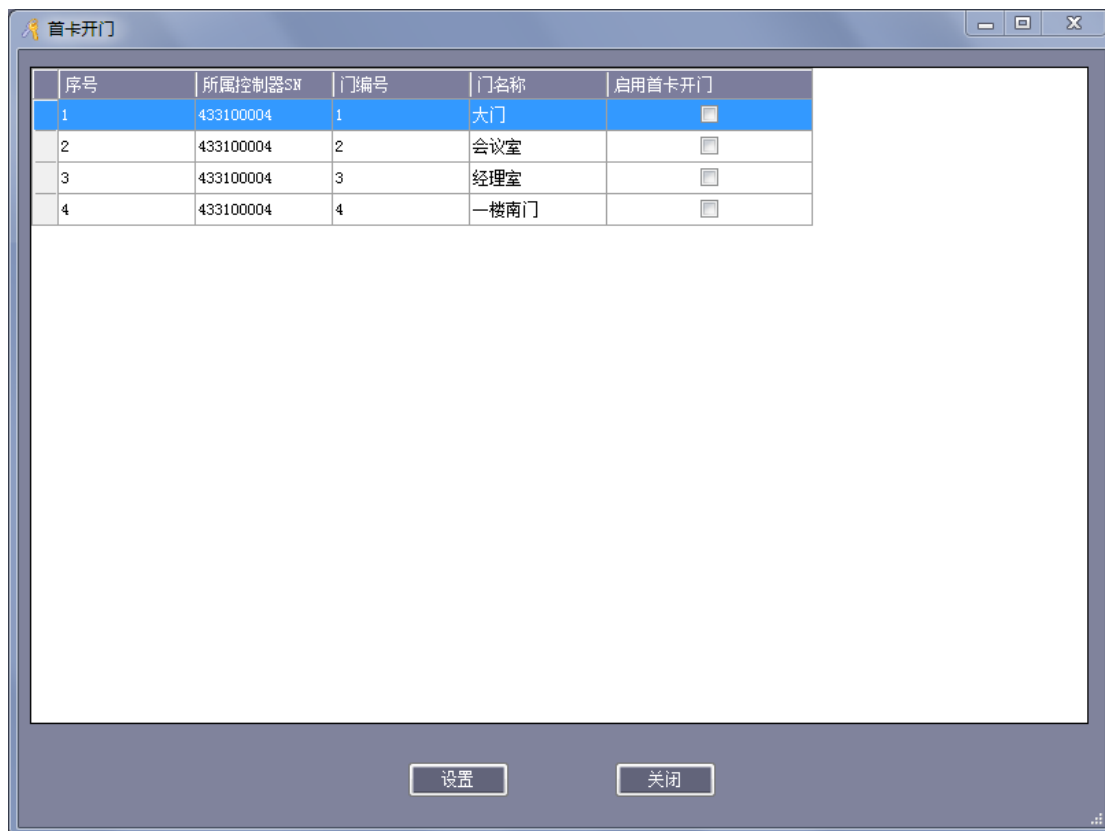 首卡开门
序号 所属控制器SN 门编号 门名称 启用首卡开门
1 433100004 1 大门
2 433100004 2 会议室
3 433100004 3 经理室
4 433100004 4 一楼南门
设置 关闭